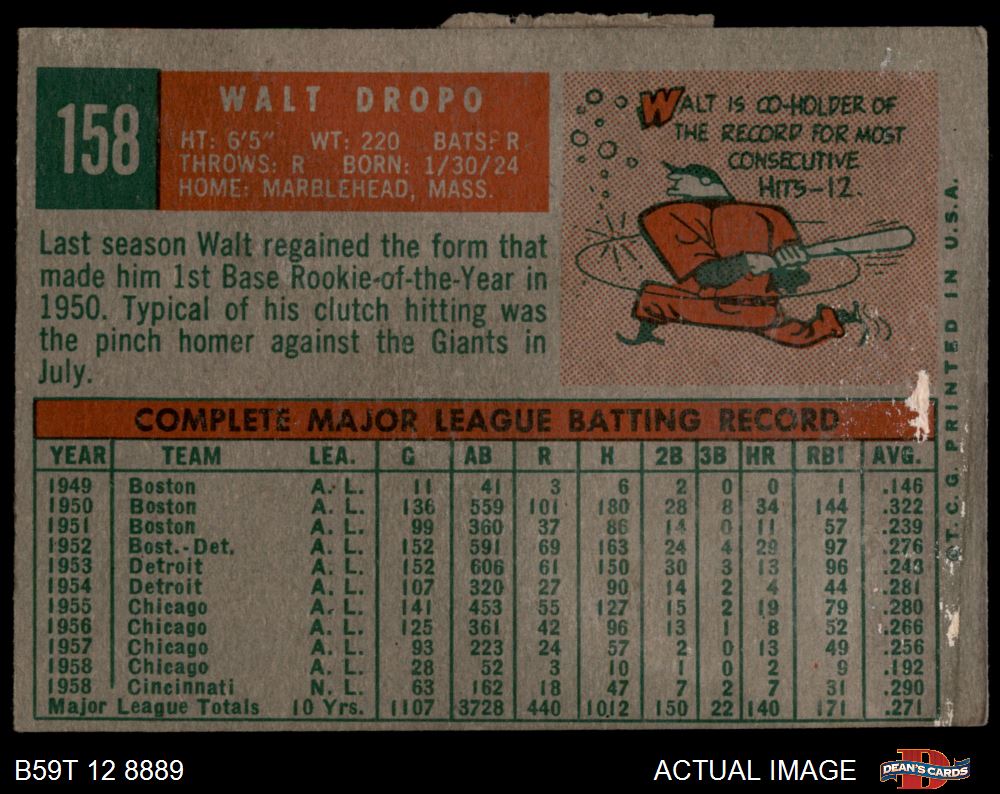 158
WALT DROPO
HT: 6'5" WT: 220 BATS: R
THROWS: R BORN: 1/30/24
HOME: MARBLEHEAD, MASS.
WALT IS CO-HOLDER OF
THE RECORD FOR MOST
CONSECUTIVE
HITS-12.
Last season Walt regained the form that
made him 1st Base Rookie-of-the-Year in
1950. Typical of his clutch hitting was
the pinch homer against the Giants in
July.
COMPLETE MAJOR LEAGUE BATTING RECORD
YEAR TEAM LEA. G AB R H 2B 3B HR RBI AVG.
1949 Boston A. L. 11 41 3 6 2 0 0 1 .146
1950 Boston A. L. 136 559 101 180 28 8 34 144 .322
1951 Boston A. L. 99 360 37 86 14 0 11 57 .239
1952 Bost.-Det. A. L. 152 591 69 163 24 4 29 97 .276
1953 Detroit A. L. 152 606 61 150 30 3 13 96 .248
1954 Detroit A. L. 107 320 27 90 14 2 4 44 .281
1955 Chicago A. L. 141 453 55 127 15 2 19 79 .280
1956 Chicago A. L. 125 361 42 96 13 1 8 52 .266
1957 Chicago A. L. 93 223 24 57 2 0 13 49 .256
1958 Chicago A. L. 28 52 3 10 1 0 2 9 .192
1958 Cincinnati N. L. 63 162 18 47 7 2 7 31 .290
Major League Totals 10 Yrs. 1107 3728 440 1012 150 22 140 171 .271
©T. C. G. PRINTED IN U.S.A.
B59T 12 8889
ACTUAL IMAGE
D
DEAN'S CARDS